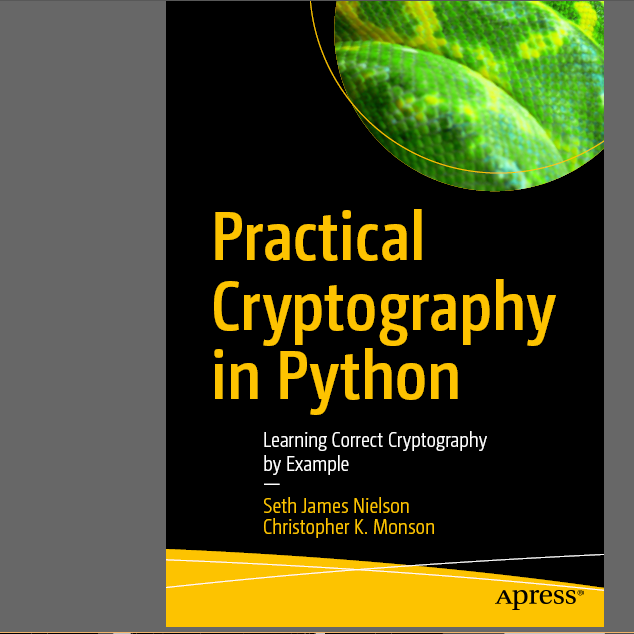 Practical
Cryptography
in Python
Learning Correct Cryptography
by Example
—
Seth James Nielson
Christopher K. Monson
Apress®